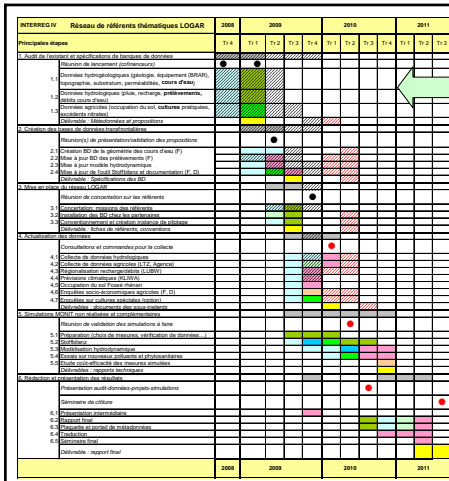 INTERREG IV Réseau de référents thématiques LOGAR 2008 2009 2010 2011
Principales étapes Tr 4 Tr 1 Tr 2 Tr 3 Tr 4 Tr 1 Tr 2 Tr 3 Tr 4 Tr 1 Tr 2 Tr 3
1. Audit de l'existant et spécifications de banques de données
Réunion de lancement (cofinanceurs)
1.1 Données hydrogéologiques (géologie, équipement (BRAR),
topographie, substratum, perméabilités, cours d'eau)
1.2 Données hydrologiques (pluie, recharge, prélèvements,
débits cours d'eau)
1.3 Données agricoles (occupation du sol, cultures pratiquées,
excédents nitrates)
Délivrable : Métadonnées et propositions
2. Création des bases de données transfrontalières
Réunion(s) de présentation/validation des propositions
2.1 Création BD de la géométrie des cours d'eau (F)
2.2 Mise à jour BD des prélèvements (F)
2.3 Mise à jour modèle hydrodynamique
2.4 Mise à jour de l'outil Stoffbilanz et documentation (F, D)
Délivrable : Spécifications des BD
3. Mise en place du réseau LOGAR
Réunion de concertation sur les référents
3.1 Concertation: missions des référents
3.2 Installation des BD chez les partenaires
3.3 Conventionnement et création instance de pilotage
Délivrable : fiches de référents, conventions
4. Actualisation des données
Consultations et commandes pour la collecte
4.1 Collecte de données hydrologiques
4.2 Collecte de données agricoles (LTZ, Agence)
4.3 Régionalisation recharge/débits (LUBW)
4.4 Prévisions climatiques (KLIWA)
4.5 Occupation du sol Fossé rhénan
4.6 Enquêtes socio-économiques agricoles (F, D)
4.7 Enquêtes sur cultures spéciales (option)
Délivrables : documents des sous-traitants
5. Simulations MONIT non réalisées et complémentaires
Réunion de validation des simulations à faire
5.1 Préparation (choix de mesures, vérification de données…)
5.2 Stoffbilanz
5.3 Modélisation hydrodynamique
5.4 Essais sur nouveaux polluants et phytosanitaires
5.5 Etude coût-efficacité des mesures simulées
Délivrables : rapports techniques
6. Rédaction et présentation des résultats
Présentation audit-données-projets-simulations
Séminaire de clôture
6.1 Présentation intermédiaire
6.2 Rapport final
6.3 Plaquette et portail de métadonnées
6.4 Traduction
6.5 Séminaire final
Délivrable : rapport final
2008 2009 2010 2011